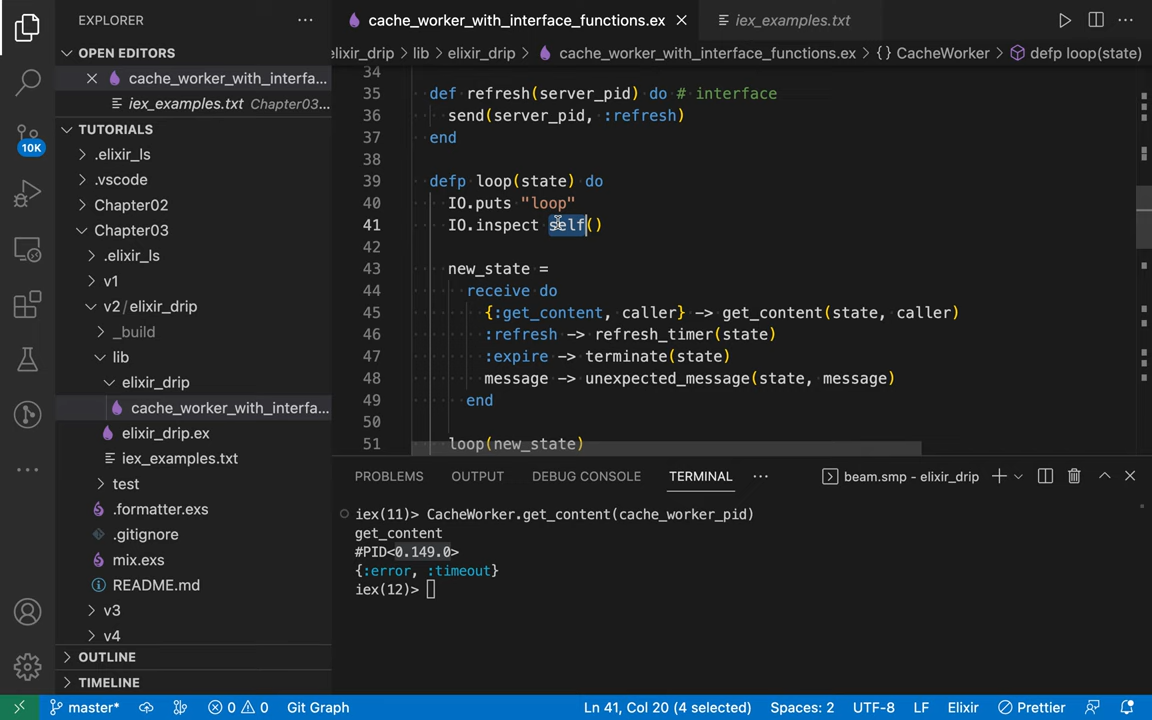 EXPLORER
OPEN EDITORS
cache_worker_with_interfa...
iex_examples.txt Chapter03...
TUTORIALS
.elixir_ls
.vscode
Chapter02
Chapter03
.elixir_ls
v1
v2/elixir_drip
_build
lib
elixir_drip
cache_worker_with_interfa...
elixir_drip.ex
iex_examples.txt
test
.formatter.exs
.gitignore
mix.exs
README.md
v3
v4
OUTLINE
TIMELINE
10K
cache_worker_with_interface_functions.ex
iex_examples.txt
elixir_drip > lib > elixir_drip > cache_worker_with_interface_functions.ex > {} CacheWorker > defp loop(state)
34
35 def refresh(server_pid) do # interface
36 send(server_pid, :refresh)
37 end
38
39 defp loop(state) do
40 IO.puts "loop"
41 IO.inspect self()
42
43 new_state =
44 receive do
45 {:get_content, caller} -> get_content(state, caller)
46 :refresh -> refresh_timer(state)
47 :expire -> terminate(state)
48 message -> unexpected_message(state, message)
49 end
50
51 loop(new_state)
PROBLEMS OUTPUT DEBUG CONSOLE TERMINAL ... beam.smp - elixir_drip
iex(11)> CacheWorker.get_content(cache_worker_pid)
get_content
#PID<0.149.0>
{:error, :timeout}
iex(12)>
master* 0 0 Git Graph Ln 41, Col 20 (4 selected) Spaces: 2 UTF-8 LF Elixir Prettier